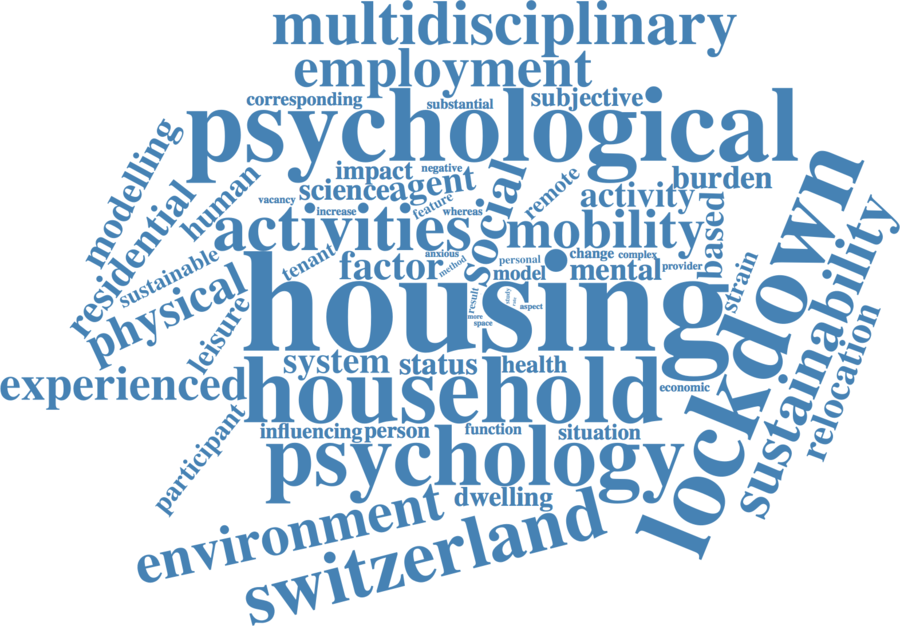 multidisciplinary
employment
corresponding
substantial
subjective
psychological
modelling
residential
human
impact
negative
science
agent
vacancy
increase
feature
whereas
social
remote
activity
burden
activities
mobility
based
lockdown
sustainability
relocation
strain
sustainable
tenant
physical
leisure
factor
anxious
method
personal
model
change
complex
mental
provider
housing
result
study
aspect
more
space
system
status
health
experienced
household
economic
participant
influencing
person
function
situation
psychology
dwelling
environment
switzerland